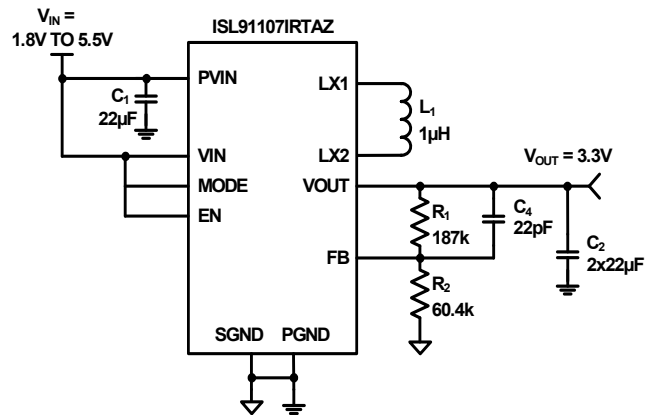 V_IN =
1.8V TO 5.5V
ISL91107IRTAZ
PVIN
LX1
C₁
22µF
L₁
1µH
VIN
LX2
V_OUT = 3.3V
MODE
VOUT
EN
R₁
187k
C₄
22pF
FB
C₂
2x22µF
R₂
60.4k
SGND
PGND